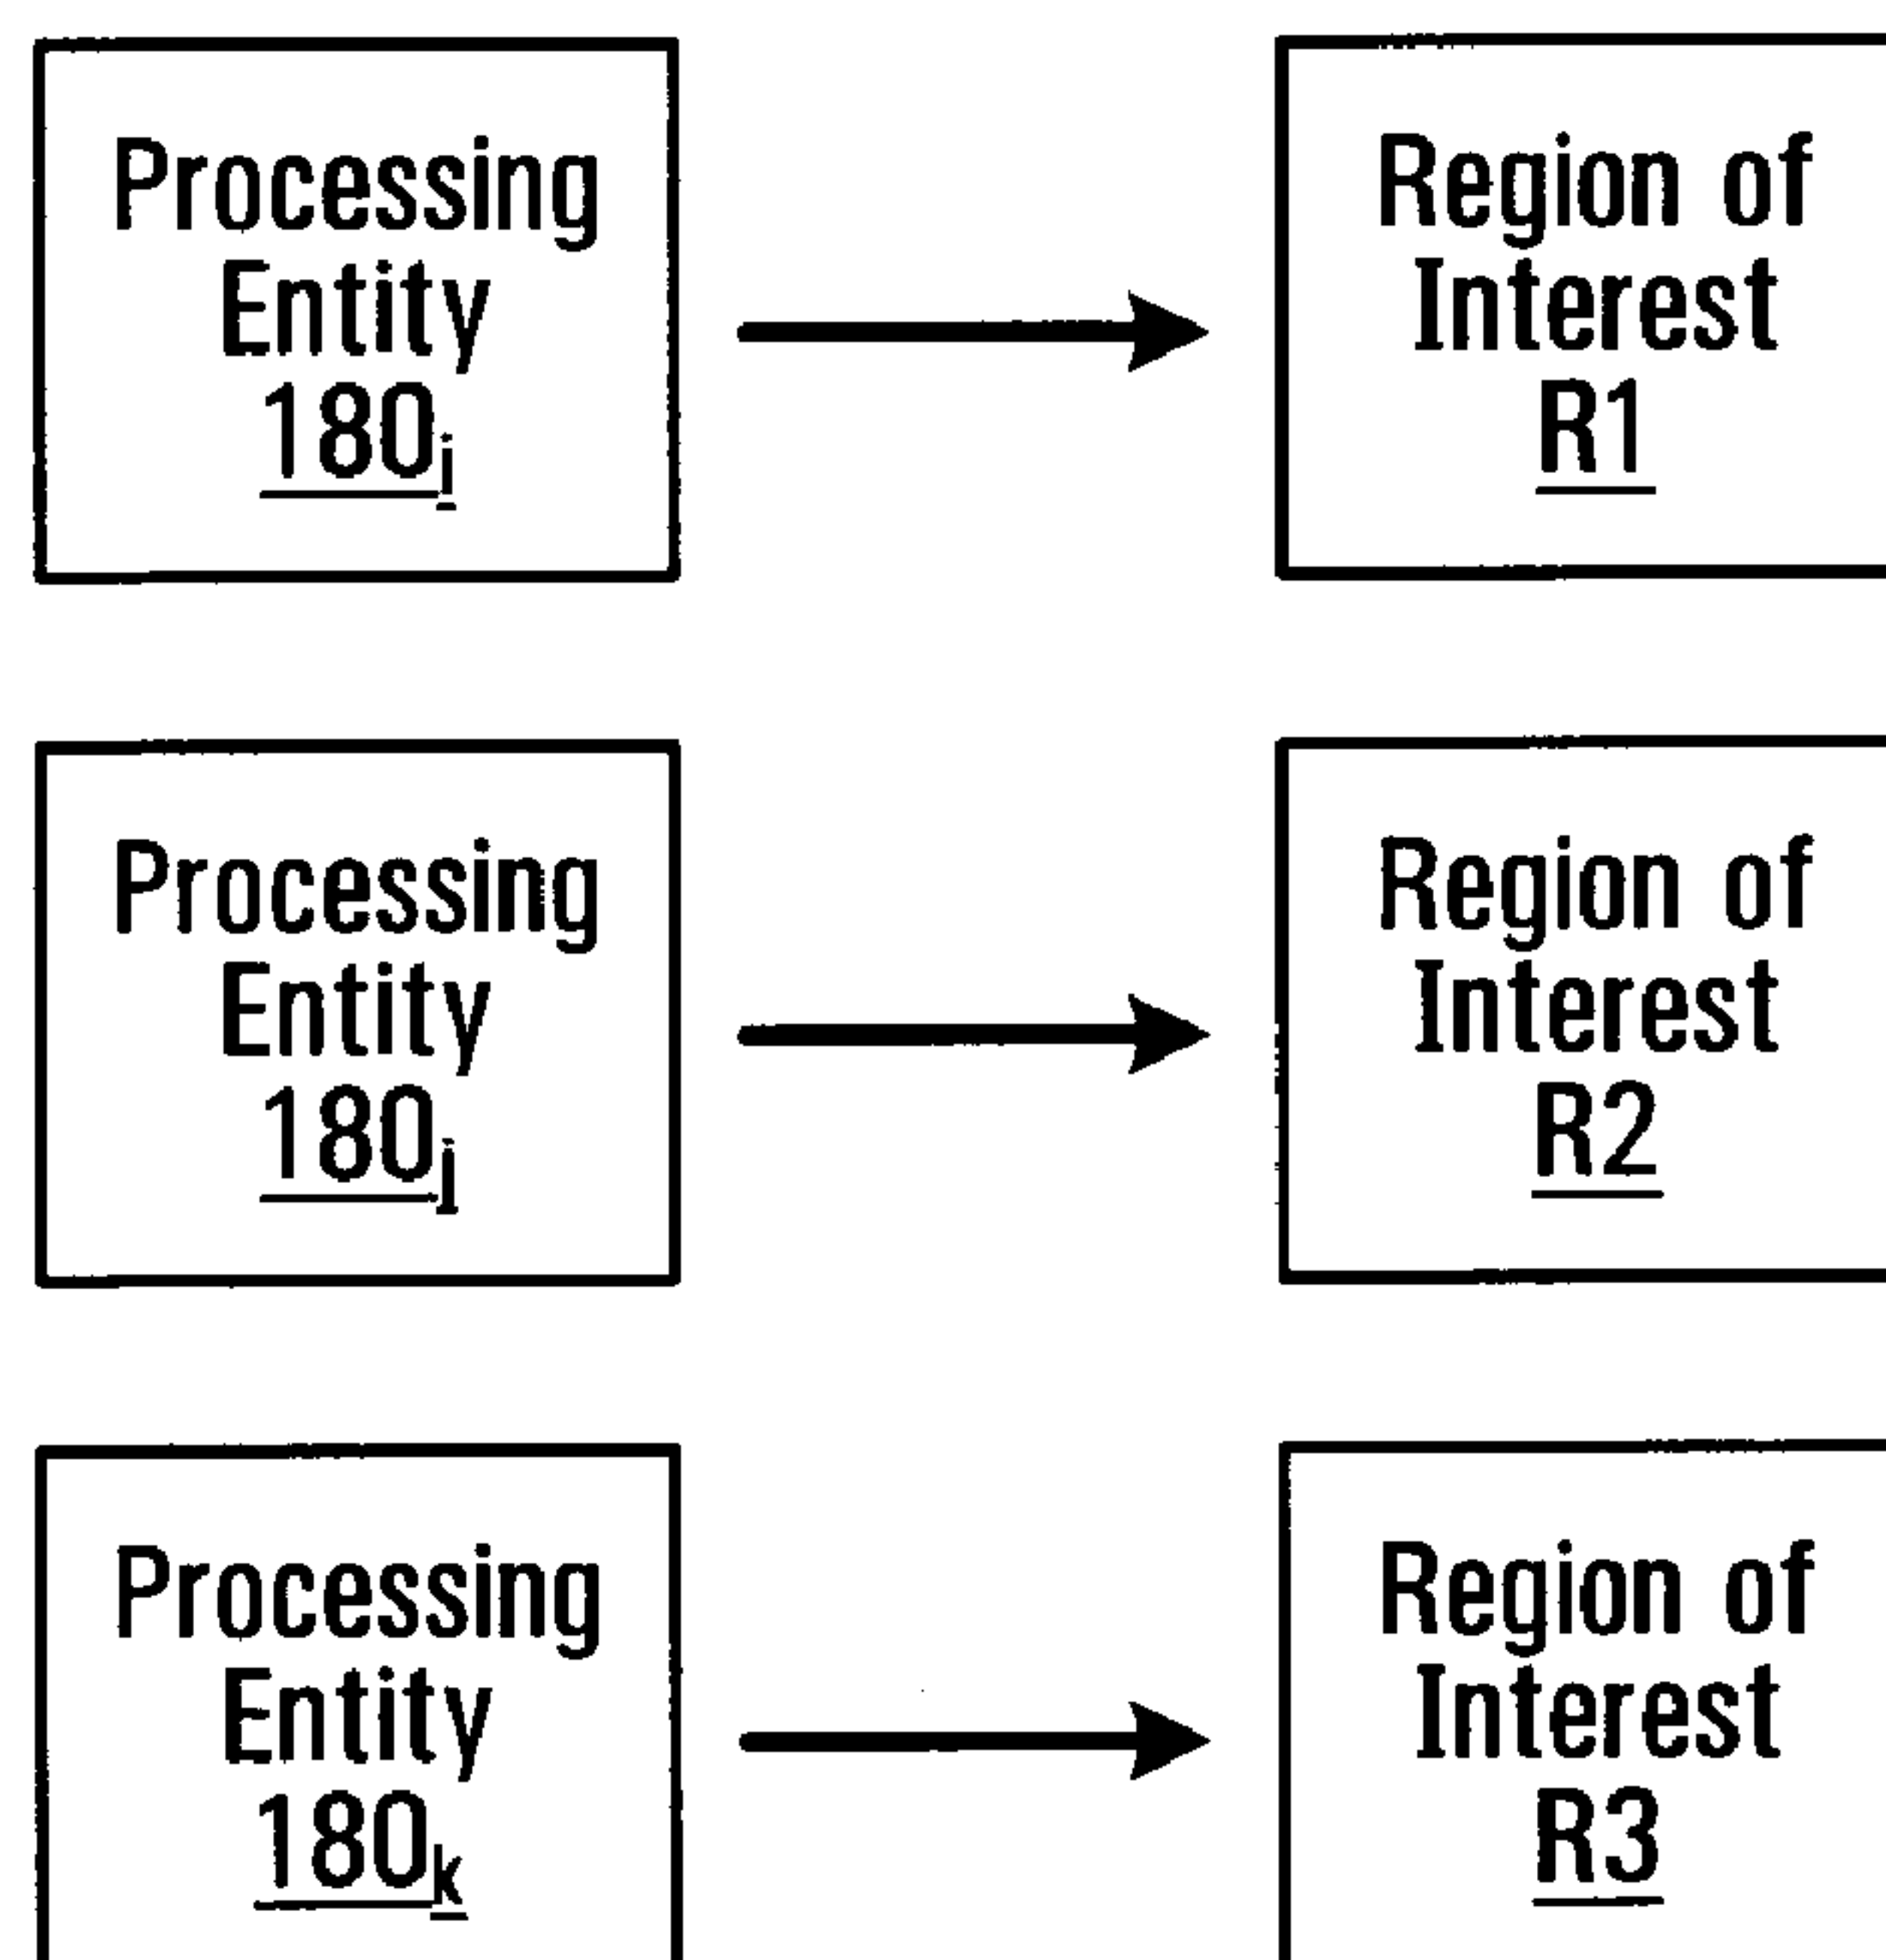 Processing
Entity
180i
Region of
Interest
R1
Processing
Entity
180j
Region of
Interest
R2
Processing
Entity
180k
Region of
Interest
R3